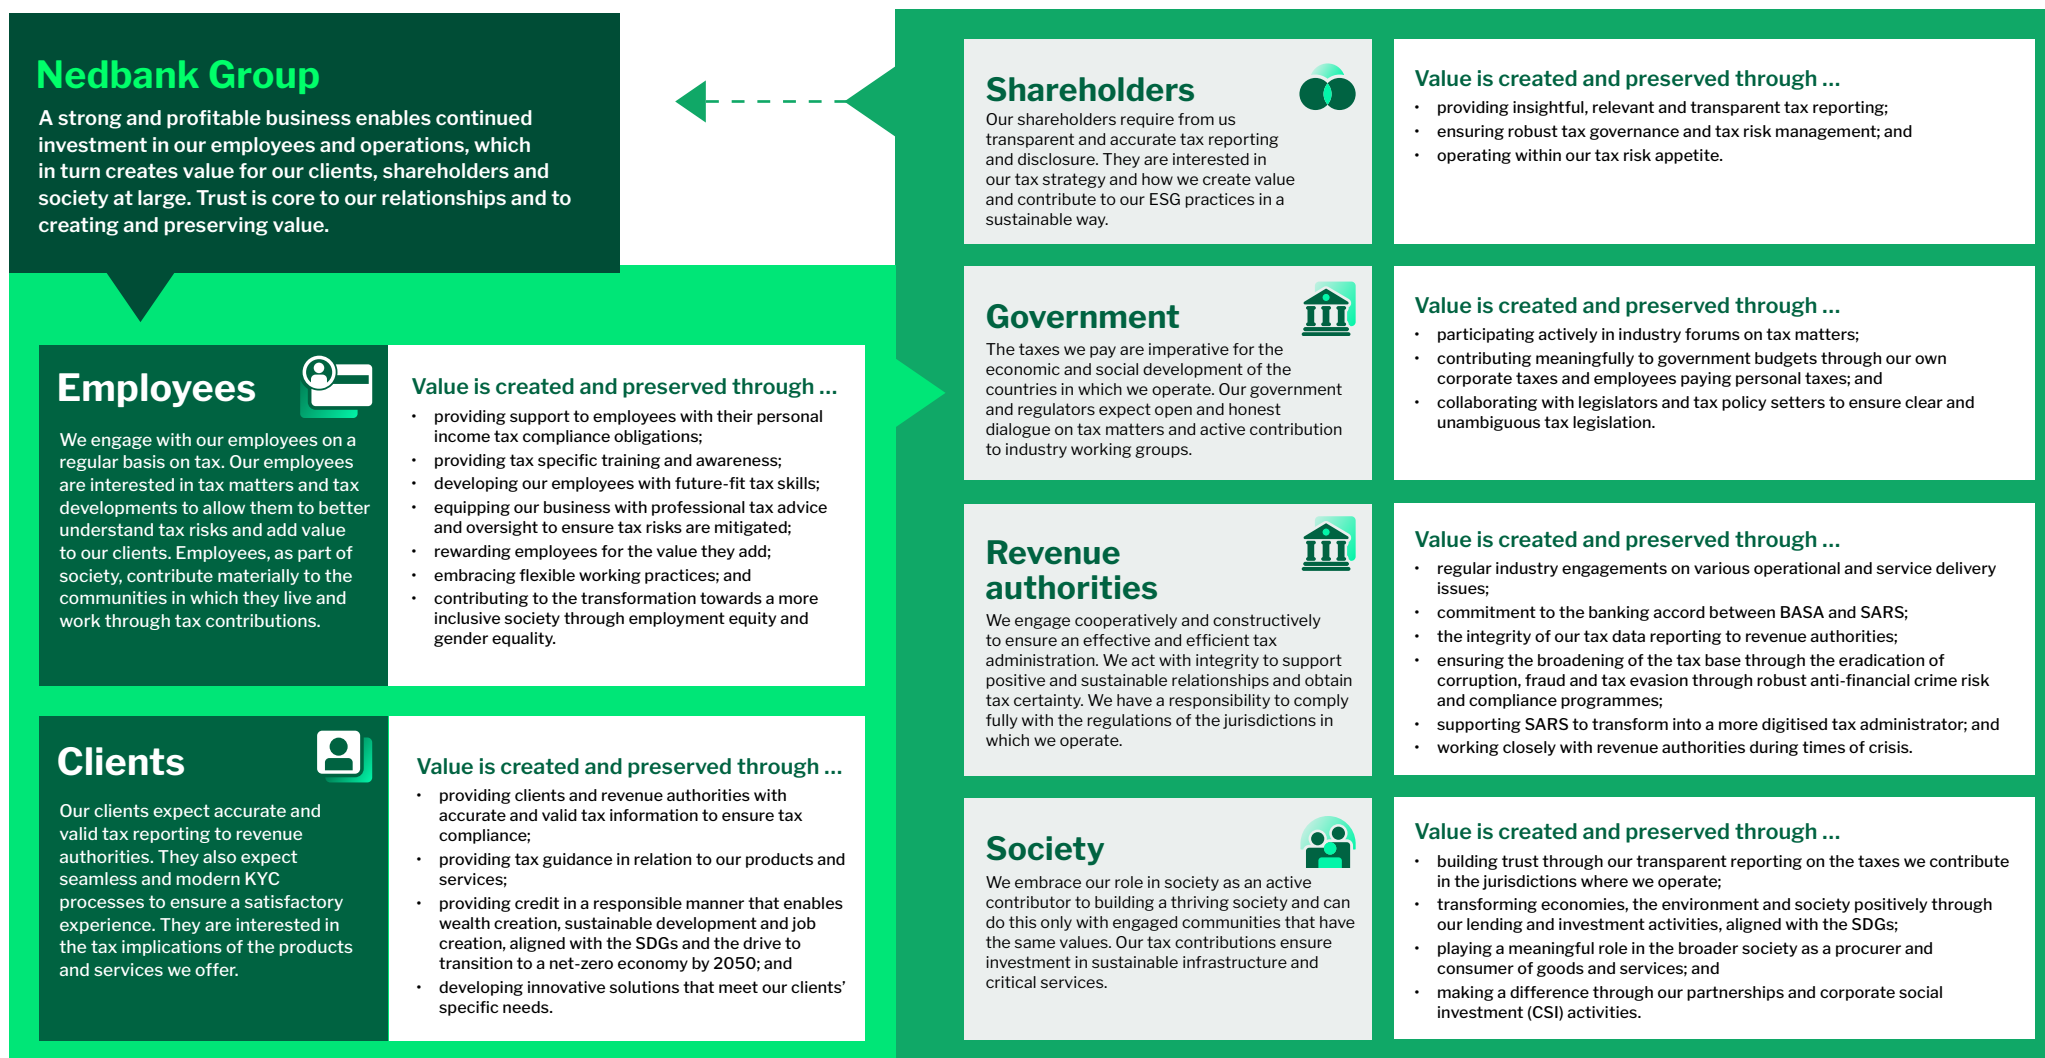 Nedbank Group
A strong and profitable business enables continued
investment in our employees and operations, which
in turn creates value for our clients, shareholders and
society at large. Trust is core to our relationships and to
creating and preserving value.
Employees
We engage with our employees on a
regular basis on tax. Our employees
are interested in tax matters and tax
developments to allow them to better
understand tax risks and add value
to our clients. Employees, as part of
society, contribute materially to the
communities in which they live and
work through tax contributions.
Value is created and preserved through ...
• providing support to employees with their personal
income tax compliance obligations;
• providing tax specific training and awareness;
• developing our employees with future-fit tax skills;
• equipping our business with professional tax advice
and oversight to ensure tax risks are mitigated;
• rewarding employees for the value they add;
• embracing flexible working practices; and
• contributing to the transformation towards a more
inclusive society through employment equity and
gender equality.
Clients
Our clients expect accurate and
valid tax reporting to revenue
authorities. They also expect
seamless and modern KYC
processes to ensure a satisfactory
experience. They are interested in
the tax implications of the products
and services we offer.
Value is created and preserved through ...
• providing clients and revenue authorities with
accurate and valid tax information to ensure tax
compliance;
• providing tax guidance in relation to our products and
services;
• providing credit in a responsible manner that enables
wealth creation, sustainable development and job
creation, aligned with the SDGs and the drive to
transition to a net-zero economy by 2050; and
• developing innovative solutions that meet our clients’
specific needs.
Shareholders
Our shareholders require from us
transparent and accurate tax reporting
and disclosure. They are interested in
our tax strategy and how we create value
and contribute to our ESG practices in a
sustainable way.
Value is created and preserved through ...
• providing insightful, relevant and transparent tax reporting;
• ensuring robust tax governance and tax risk management; and
• operating within our tax risk appetite.
Government
The taxes we pay are imperative for the
economic and social development of the
countries in which we operate. Our government
and regulators expect open and honest
dialogue on tax matters and active contribution
to industry working groups.
Value is created and preserved through ...
• participating actively in industry forums on tax matters;
• contributing meaningfully to government budgets through our own
corporate taxes and employees paying personal taxes; and
• collaborating with legislators and tax policy setters to ensure clear and
unambiguous tax legislation.
Revenue
authorities
We engage cooperatively and constructively
to ensure an effective and efficient tax
administration. We act with integrity to support
positive and sustainable relationships and obtain
tax certainty. We have a responsibility to comply
fully with the regulations of the jurisdictions in
which we operate.
Value is created and preserved through ...
• regular industry engagements on various operational and service delivery
issues;
• commitment to the banking accord between BASA and SARS;
• the integrity of our tax data reporting to revenue authorities;
• ensuring the broadening of the tax base through the eradication of
corruption, fraud and tax evasion through robust anti-financial crime risk
and compliance programmes;
• supporting SARS to transform into a more digitised tax administrator; and
• working closely with revenue authorities during times of crisis.
Society
We embrace our role in society as an active
contributor to building a thriving society and can
do this only with engaged communities that have
the same values. Our tax contributions ensure
investment in sustainable infrastructure and
critical services.
Value is created and preserved through ...
• building trust through our transparent reporting on the taxes we contribute
in the jurisdictions where we operate;
• transforming economies, the environment and society positively through
our lending and investment activities, aligned with the SDGs;
• playing a meaningful role in the broader society as a procurer and
consumer of goods and services; and
• making a difference through our partnerships and corporate social
investment (CSI) activities.